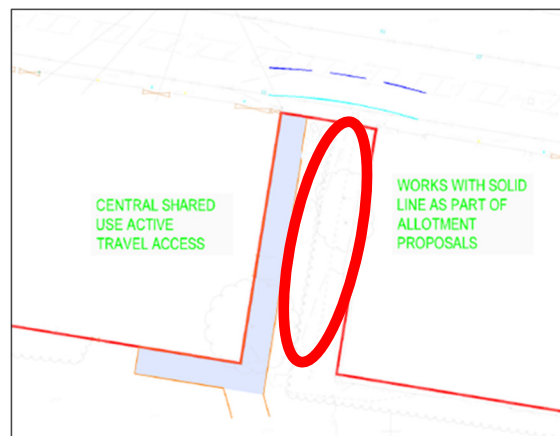 CENTRAL SHARED
USE ACTIVE
TRAVEL ACCESS
WORKS WITH SOLID
LINE AS PART OF
ALLOTMENT
PROPOSALS